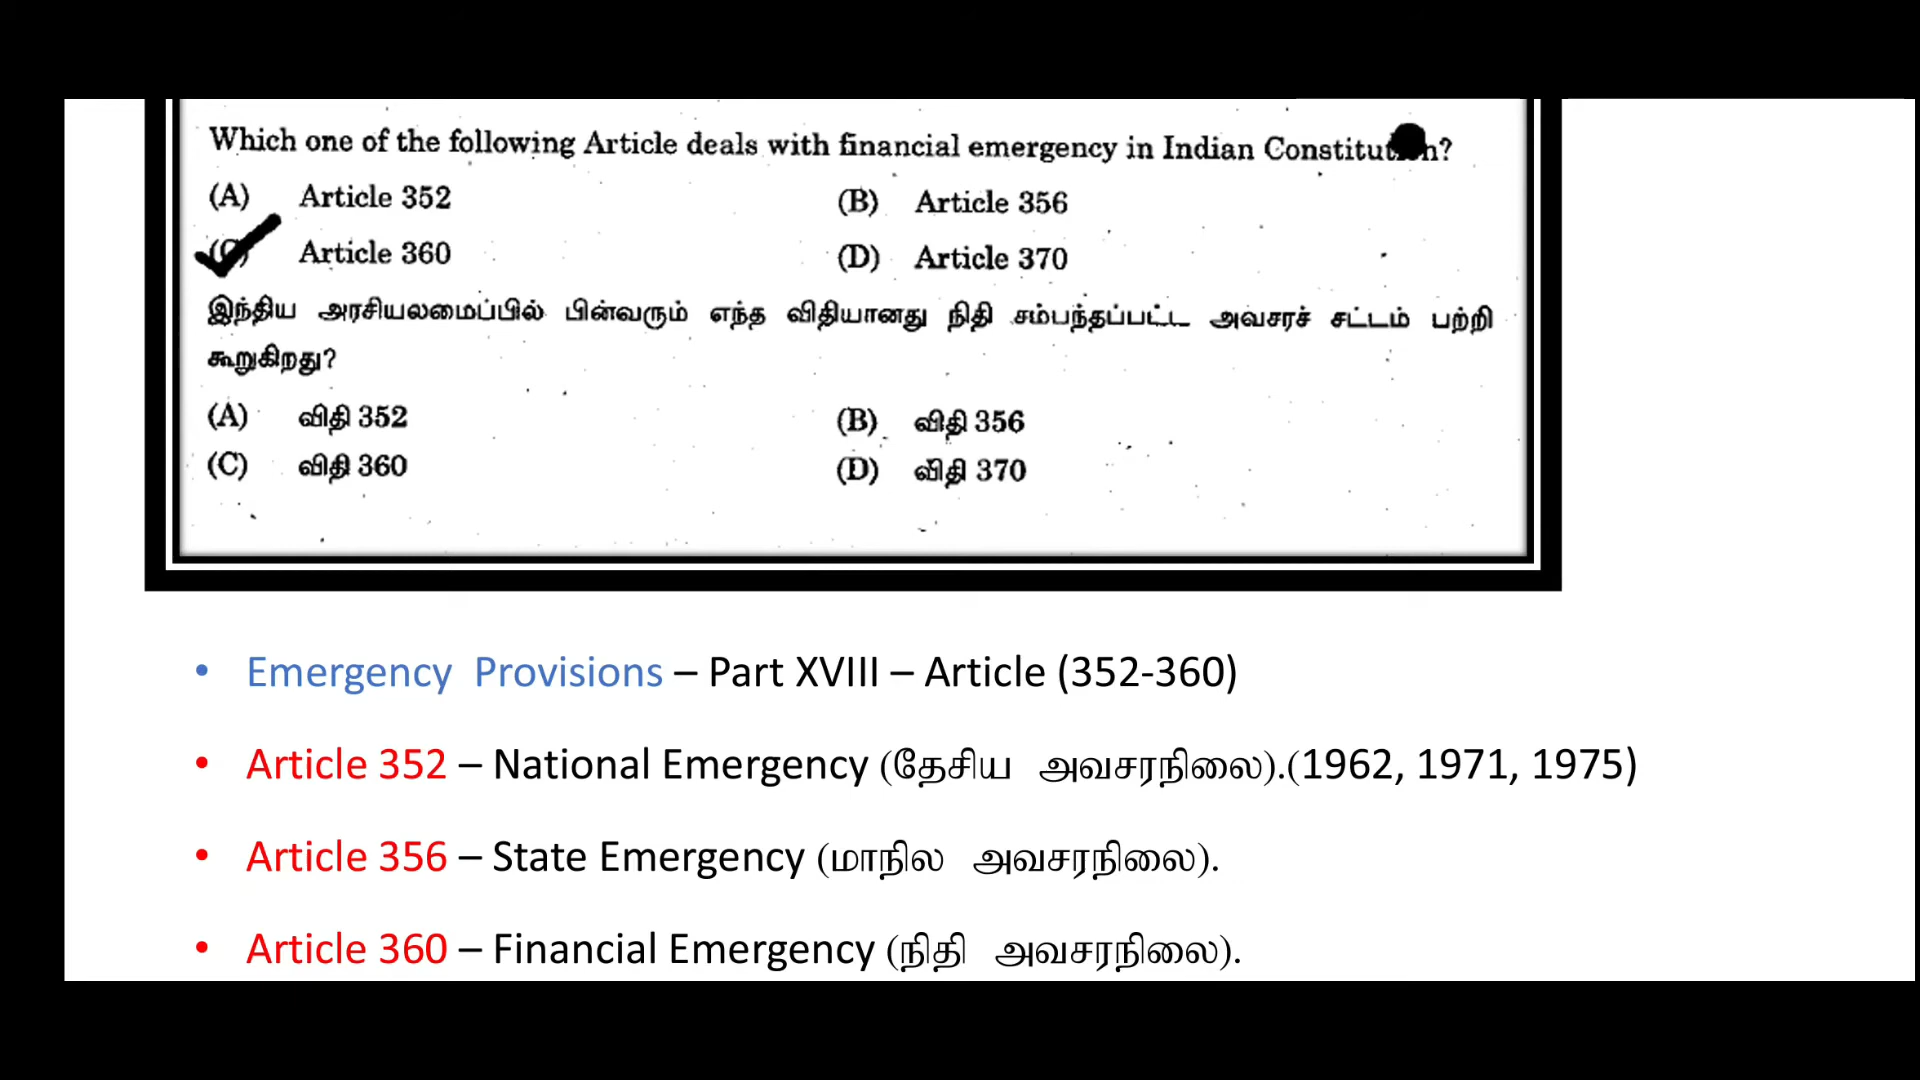 Which one of the following Article deals with financial emergency in Indian Constitution?
(A) Article 352 (B) Article 356
(C) Article 360 (D) Article 370
இந்திய அரசியலமைப்பில் பின்வரும் எந்த விதியானது நிதி சம்பந்தப்பட்ட அவசரச் சட்டம் பற்றி
கூறுகிறது?
(A) விதி 352 (B) விதி 356
(C) விதி 360 (D) விதி 370
• Emergency Provisions – Part XVIII – Article (352-360)
• Article 352 – National Emergency (தேசிய அவசரநிலை).(1962, 1971, 1975)
• Article 356 – State Emergency (மாநில அவசரநிலை).
• Article 360 – Financial Emergency (நிதி அவசரநிலை).